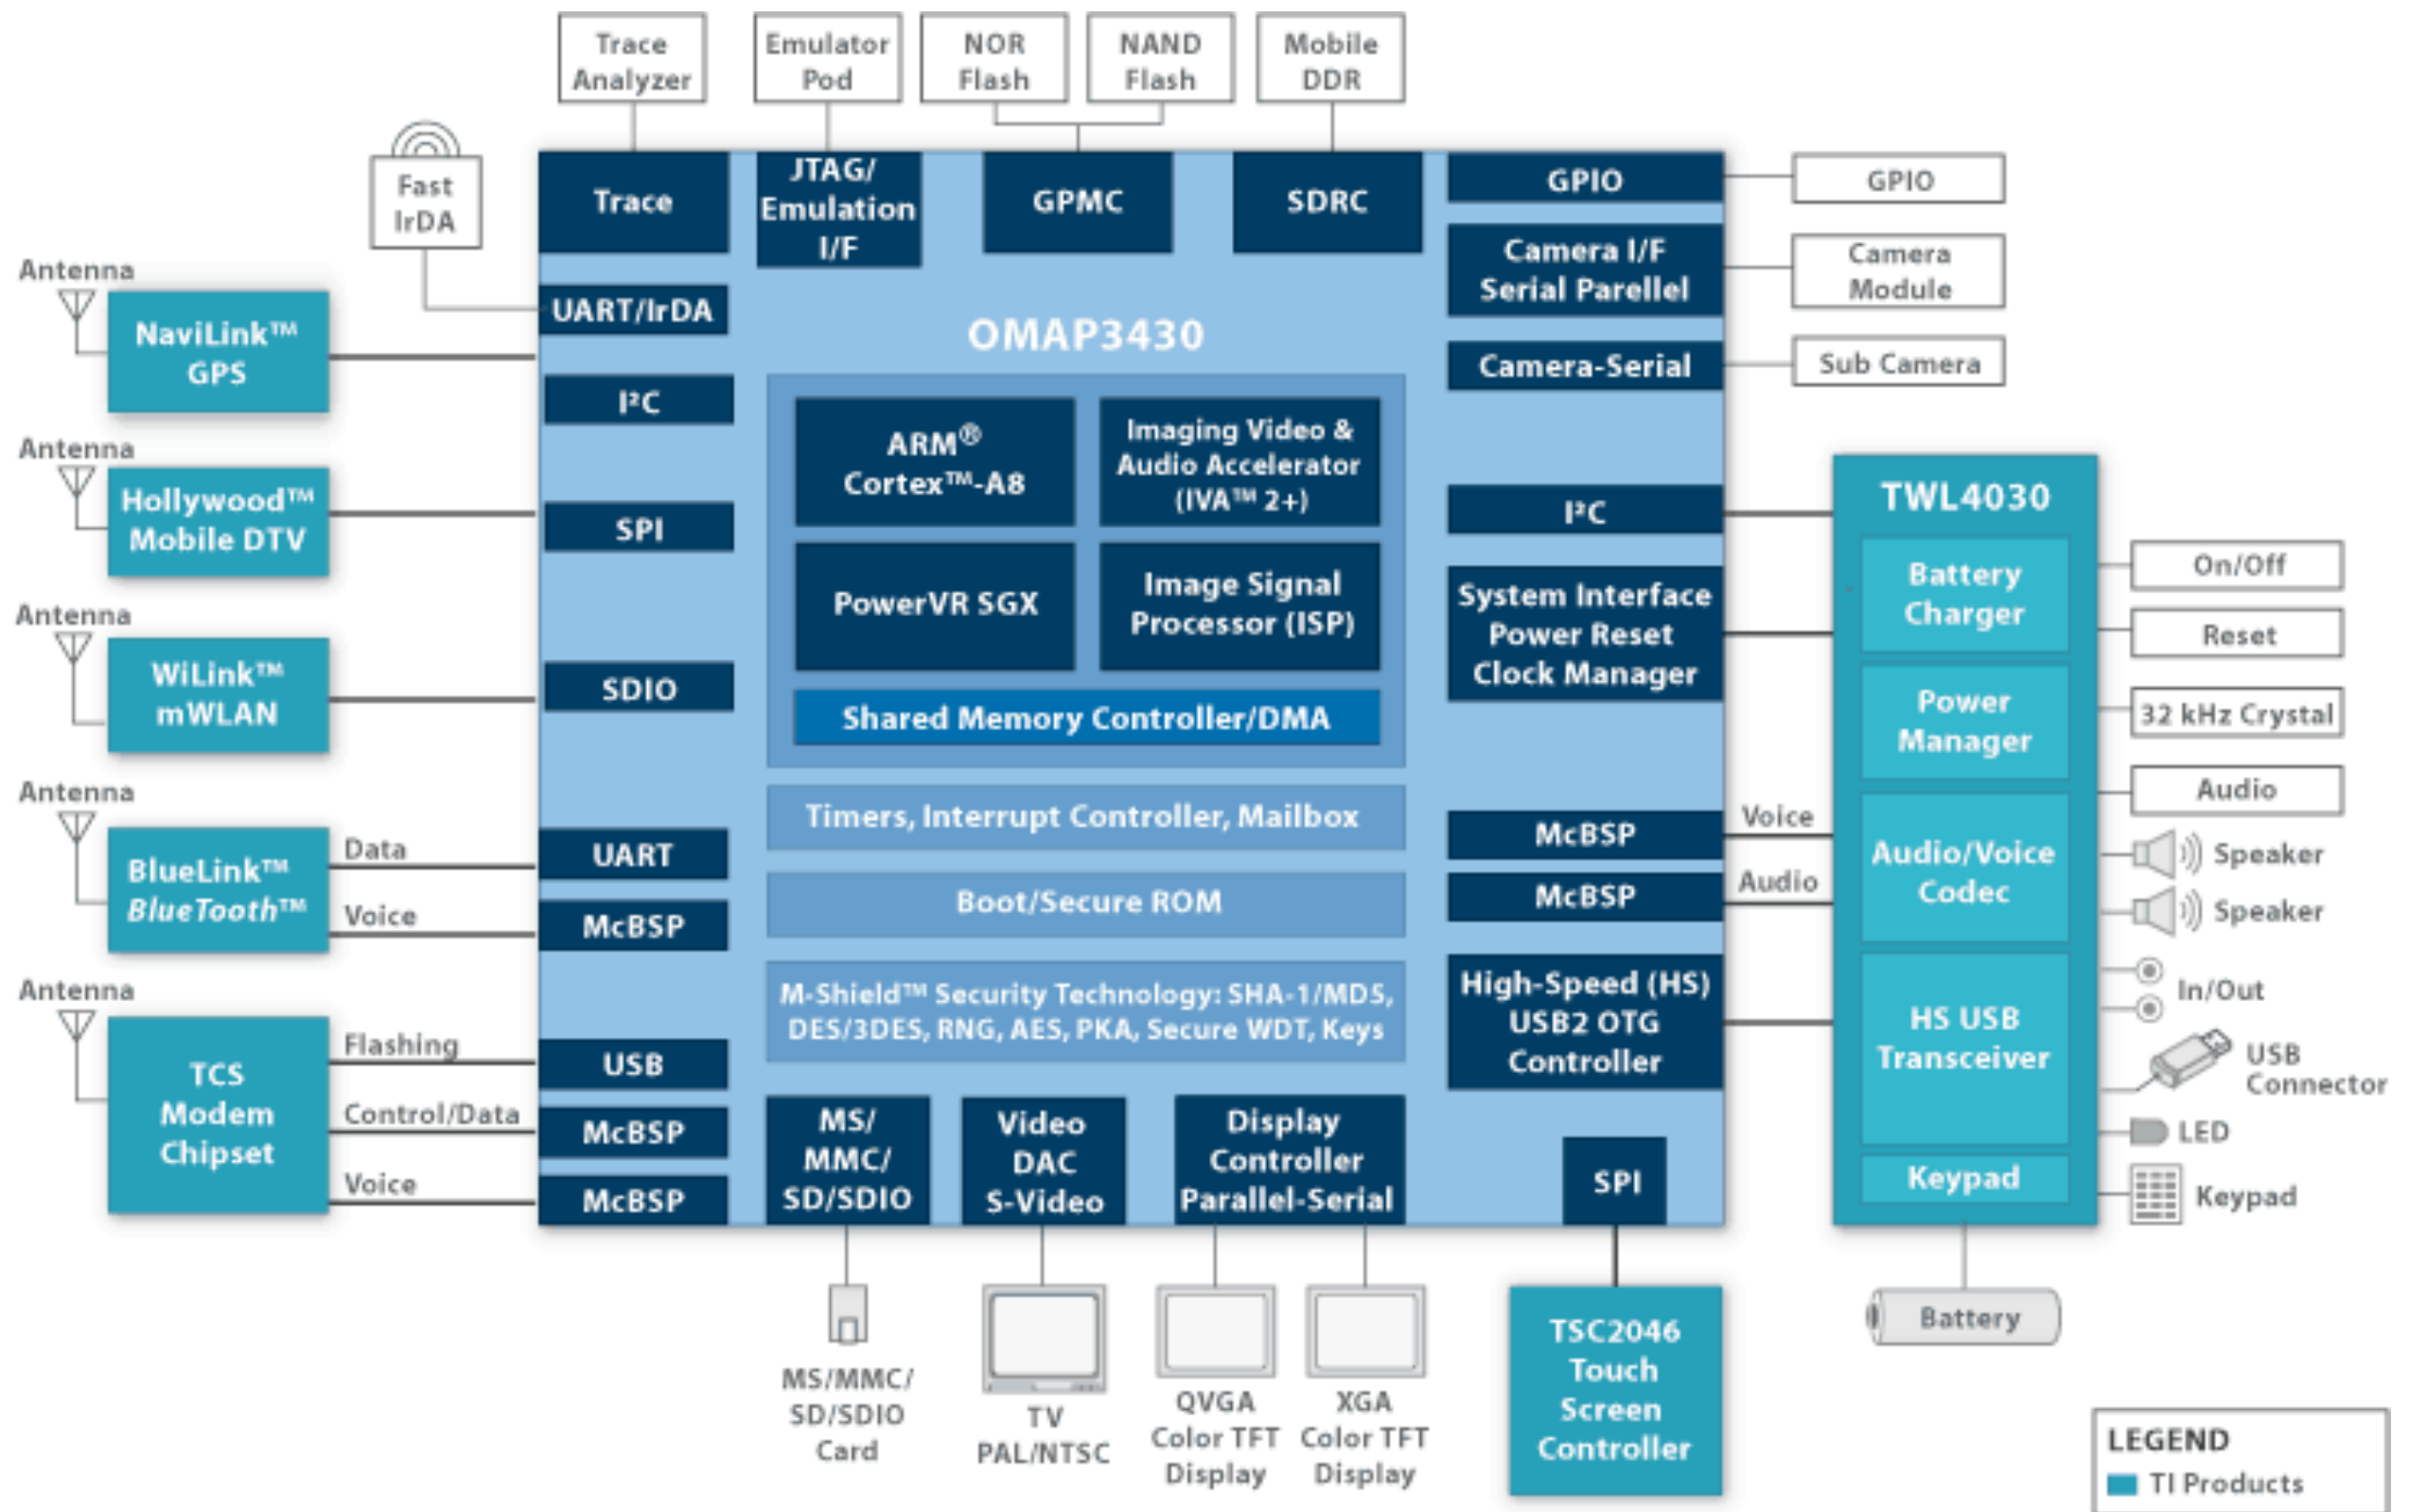 Trace
Analyzer
Emulator
Pod
NOR
Flash
NAND
Flash
Mobile
DDR
Fast
IrDA
Trace
JTAG/
Emulation
I/F
GPMC
SDRC
GPIO
GPIO
Camera I/F
Serial Parellel
Camera
Module
Camera-Serial
Sub Camera
UART/IrDA
OMAP3430
Antenna
NaviLink™
GPS
I²C
Antenna
Hollywood™
Mobile DTV
SPI
Antenna
WiLink™
mWLAN
SDIO
Antenna
BlueLink™
BlueTooth™
Data
Voice
UART
McBSP
Antenna
TCS
Modem
Chipset
Flashing
Control/Data
Voice
USB
McBSP
McBSP
ARM®
Cortex™-A8
Imaging Video &
Audio Accelerator
(IVA™ 2+)
PowerVR SGX
Image Signal
Processor (ISP)
Shared Memory Controller/DMA
Timers, Interrupt Controller, Mailbox
Boot/Secure ROM
M-Shield™ Security Technology: SHA-1/MD5,
DES/3DES, RNG, AES, PKA, Secure WDT, Keys
MS/
MMC/
SD/SDIO
Video
DAC
S-Video
Display
Controller
Parallel-Serial
SPI
I²C
System Interface
Power Reset
Clock Manager
McBSP
Voice
McBSP
Audio
High-Speed (HS)
USB2 OTG
Controller
TWL4030
Battery
Charger
Power
Manager
Audio/Voice
Codec
HS USB
Transceiver
Keypad
On/Off
Reset
32 kHz Crystal
Audio
Speaker
Speaker
In/Out
USB
Connector
LED
Keypad
Battery
MS/MMC/
SD/SDIO
Card
TV
PAL/NTSC
QVGA
Color TFT
Display
XGA
Color TFT
Display
TSC2046
Touch
Screen
Controller
LEGEND
TI Products